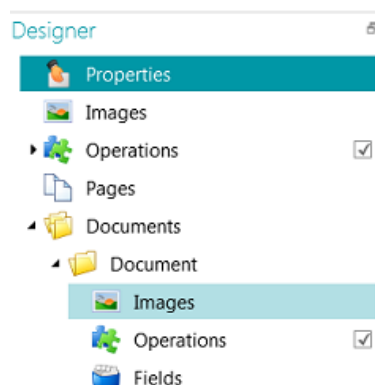 Designer
Properties
Images
Operations
Pages
Documents
Document
Images
Operations
Fields